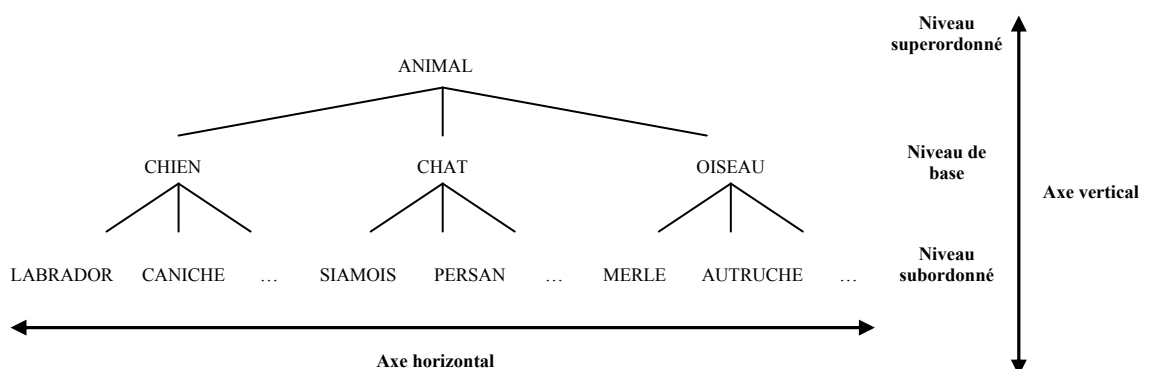 Niveau
superordonné
ANIMAL
CHIEN CHAT OISEAU
Niveau de
base
Axe vertical
LABRADOR CANICHE … SIAMOIS PERSAN … MERLE AUTRUCHE …
Niveau
subordonné
Axe horizontal